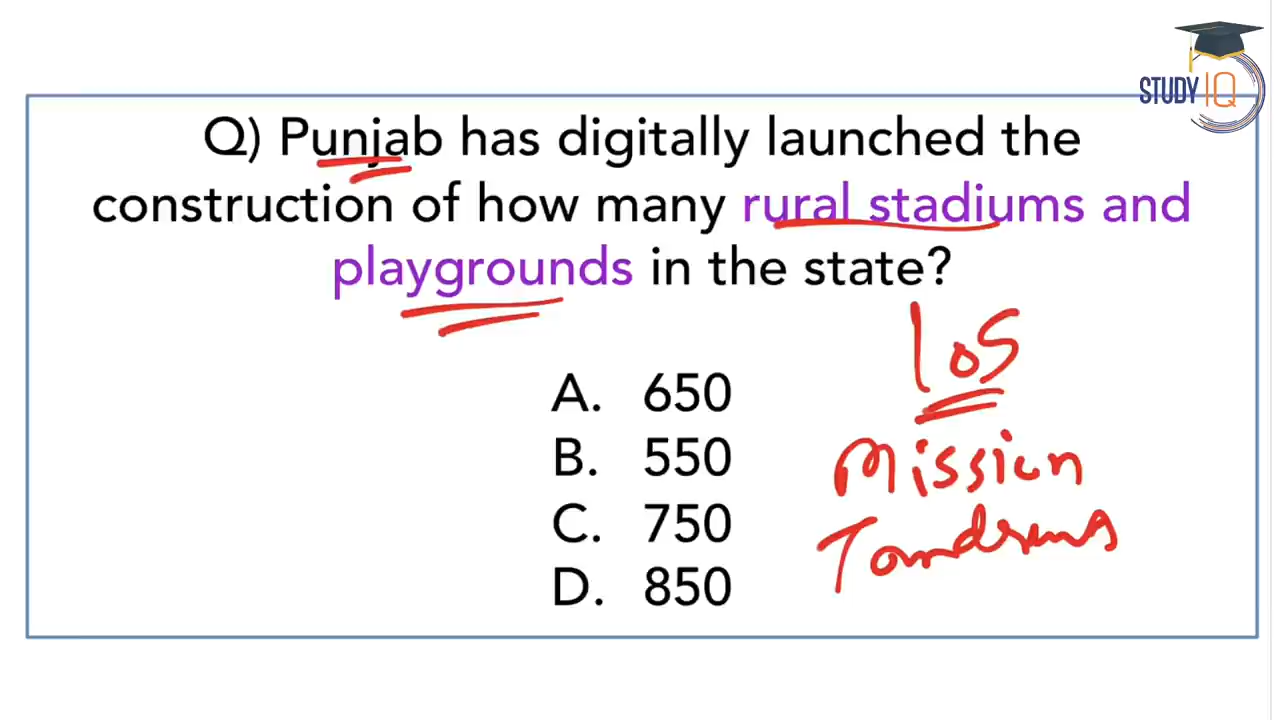 STUDY IQ
Q) Punjab has digitally launched the
construction of how many rural stadiums and
playgrounds in the state?
A. 650
B. 550
C. 750
D. 850
Mission